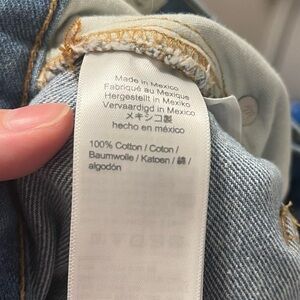 Made in Mexico
Fabriqué au Mexique
Hergestellt in Mexiko
Vervaardigd in Mexico
メキシコ製
hecho en méxico
100% Cotton / Coton /
Baumwolle / Katoen / 綿 /
algodón